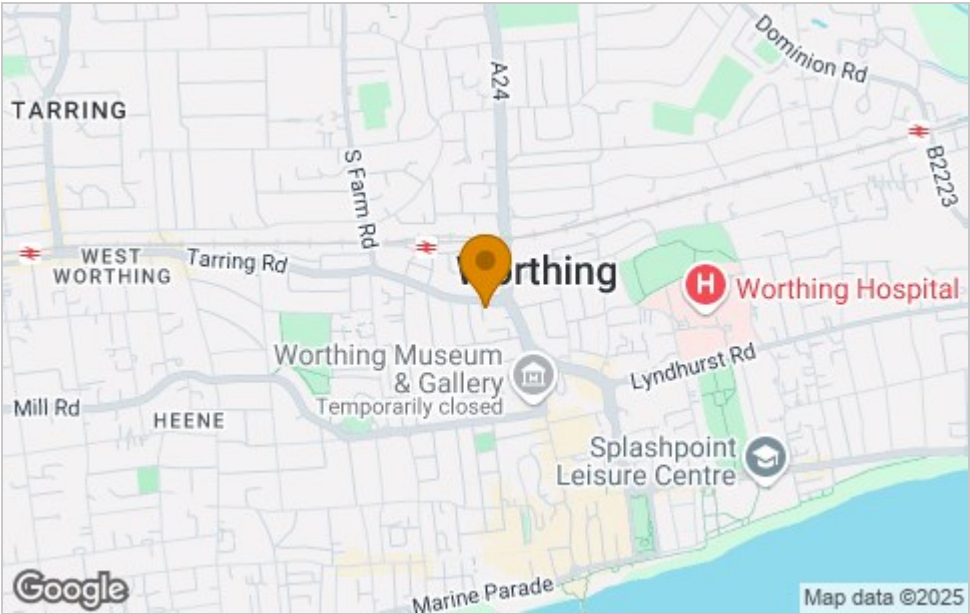 A24
Dominion Rd
TARRING
S Farm Rd
B2223
WEST
WORTHING
Tarring Rd
Worthing
H
Worthing Hospital
Worthing Museum
& Gallery
Temporarily closed
Lyndhurst Rd
Mill Rd
HEENE
Splashpoint
Leisure Centre
Marine Parade
Google
Map data ©2025